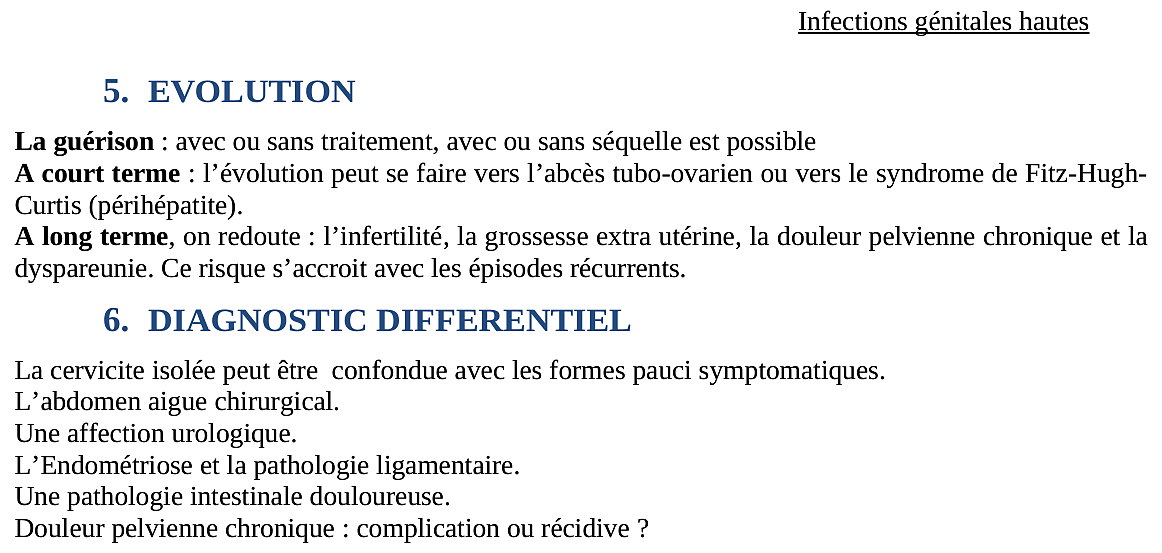 Infections génitales hautes
5. EVOLUTION
La guérison : avec ou sans traitement, avec ou sans séquelle est possible
A court terme : l’évolution peut se faire vers l’abcès tubo-ovarien ou vers le syndrome de Fitz-Hugh-
Curtis (périhépatite).
A long terme, on redoute : l’infertilité, la grossesse extra utérine, la douleur pelvienne chronique et la
dyspareunie. Ce risque s’accroit avec les épisodes récurrents.
6. DIAGNOSTIC DIFFERENTIEL
La cervicite isolée peut être  confondue avec les formes pauci symptomatiques.
L’abdomen aigue chirurgical.
Une affection urologique.
L’Endométriose et la pathologie ligamentaire.
Une pathologie intestinale douloureuse.
Douleur pelvienne chronique : complication ou récidive ?